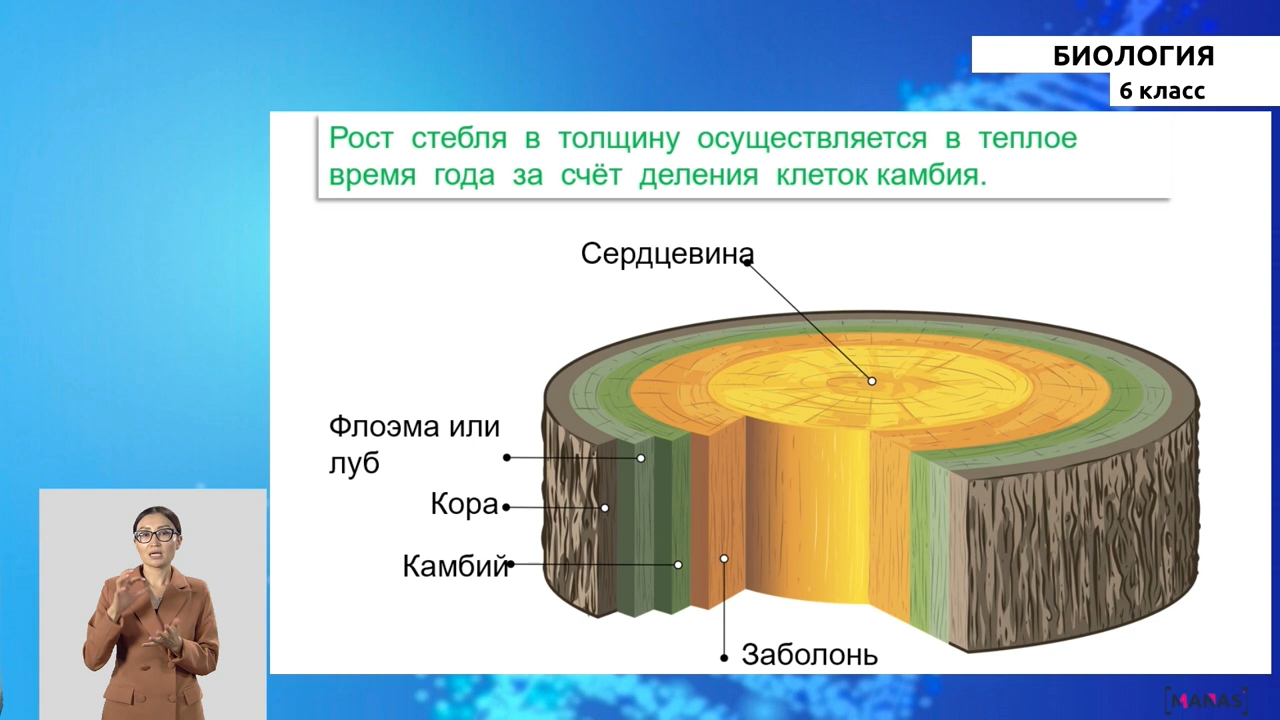 БИОЛОГИЯ
6 класс
Рост стебля в толщину осуществляется в теплое
время года за счёт деления клеток камбия.
Сердцевина
Флоэма или
луб
Кора
Камбий
Заболонь
MANAS